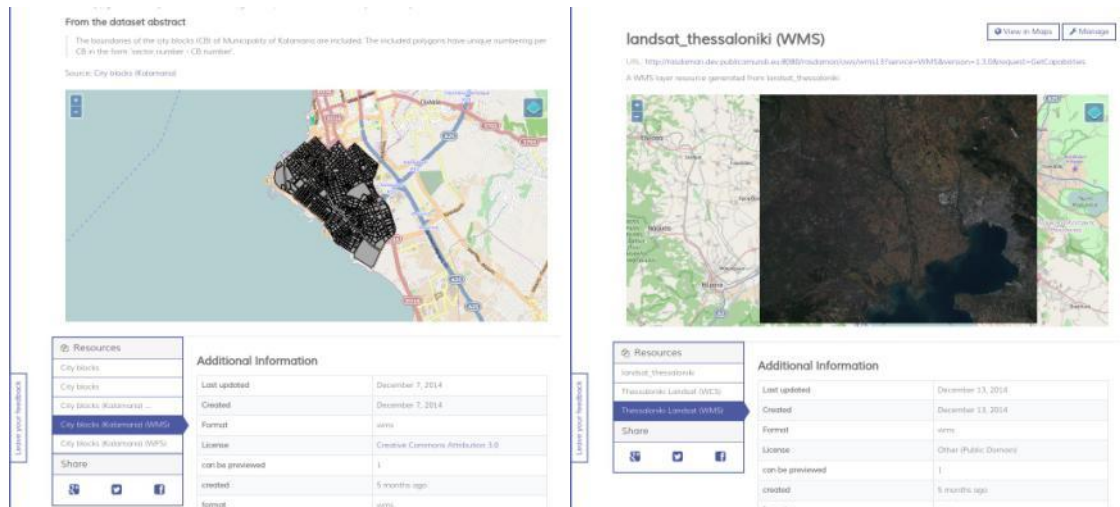 From the dataset abstract
The boundaries of the city blocks (CB) of Municipality of Kalamaria are included. The included polygons have unique numbering per
CB in the form 'sector_number - CB_number'.
Source: City blocks (Kalamaria)
Resources
City blocks
City blocks
City blocks (Kalamaria) ...
City blocks (Kalamaria) (WMS)
City blocks (Kalamaria) (WFS)
Share
Leave your feedback
Additional Information
Last updated December 7, 2014
Created December 7, 2014
Format wms
License Creative Commons Attribution 3.0
can be previewed 1
created 5 months ago
format wms
landsat_thessaloniki (WMS)
View in Maps
Manage
A WMS layer resource generated from landsat_thessaloniki
Resources
landsat_thessaloniki
Thessaloniki Landsat (WCS)
Thessaloniki Landsat (WMS)
Share
Leave your feedback
Additional Information
Last updated December 13, 2014
Created December 13, 2014
Format wms
License Other (Public Domain)
can be previewed 1
created 5 months ago